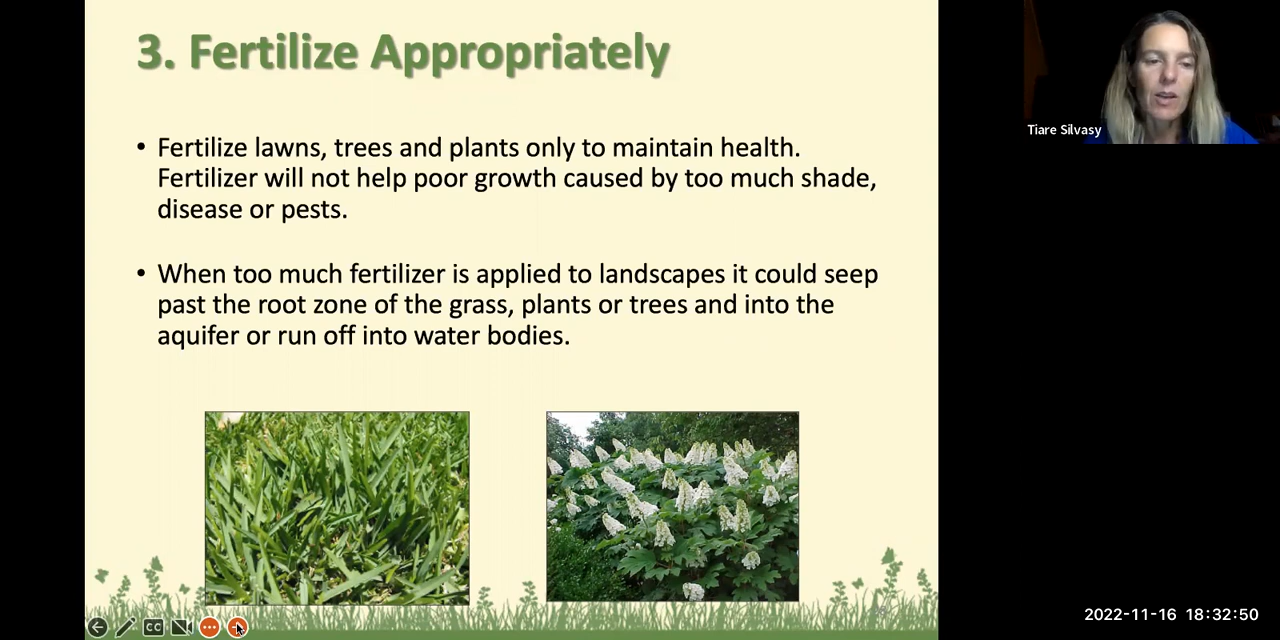 3. Fertilize Appropriately
• Fertilize lawns, trees and plants only to maintain health.
Fertilizer will not help poor growth caused by too much shade,
disease or pests.
• When too much fertilizer is applied to landscapes it could seep
past the root zone of the grass, plants or trees and into the
aquifer or run off into water bodies.
Tiare Silvasy
CC
2022-11-16 18:32:50